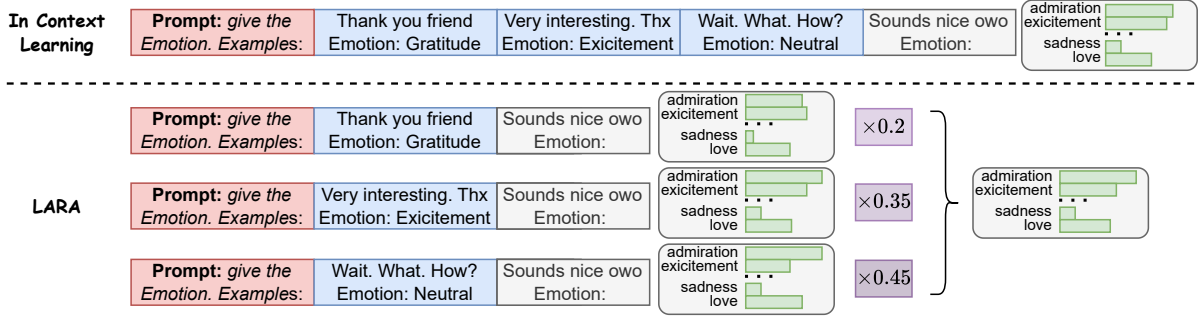 In Context
Learning
Prompt: give the
Emotion. Examples:
Thank you friend
Emotion: Gratitude
Very interesting. Thx
Emotion: Exicitement
Wait. What. How?
Emotion: Neutral
Sounds nice owo
Emotion:
admiration
exicitement
sadness
love
LARA
Prompt: give the
Emotion. Examples:
Thank you friend
Emotion: Gratitude
Sounds nice owo
Emotion:
admiration
exicitement
sadness
love
×0.2
Prompt: give the
Emotion. Examples:
Very interesting. Thx
Emotion: Exicitement
Sounds nice owo
Emotion:
admiration
exicitement
sadness
love
×0.35
Prompt: give the
Emotion. Examples:
Wait. What. How?
Emotion: Neutral
Sounds nice owo
Emotion:
admiration
exicitement
sadness
love
×0.45
admiration
exicitement
sadness
love